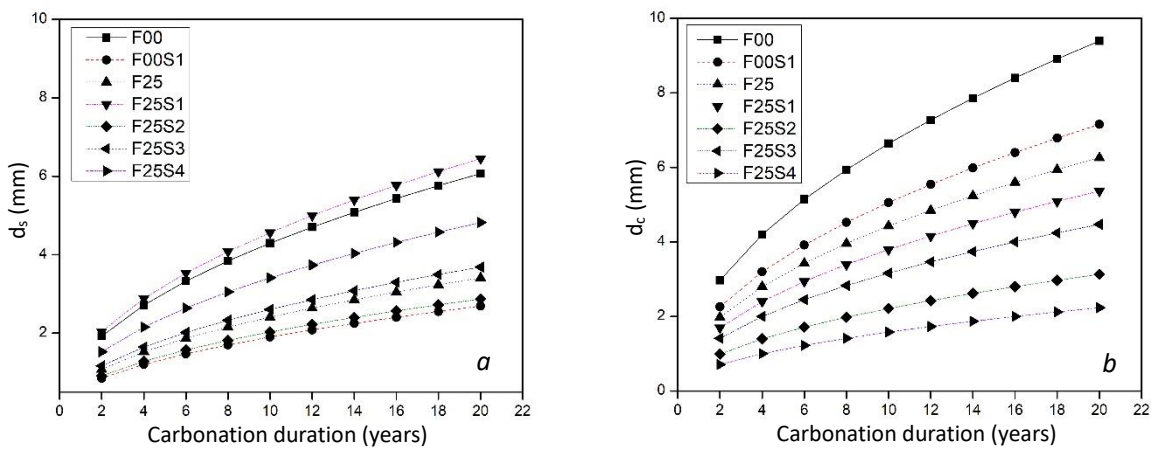 10
8
6
4
2
d_s (mm)
F00
F00S1
F25
F25S1
F25S2
F25S3
F25S4
a
0 2 4 6 8 10 12 14 16 18 20 22
Carbonation duration (years)
10
8
6
4
2
0
d_c (mm)
F00
F00S1
F25
F25S1
F25S2
F25S3
F25S4
b
0 2 4 6 8 10 12 14 16 18 20 22
Carbonation duration (years)